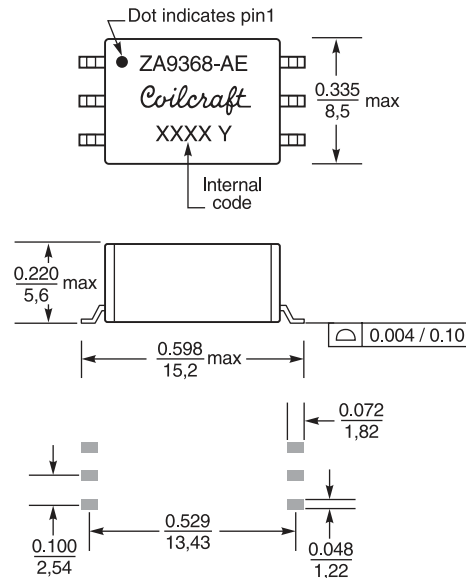 Dot indicates pin1
ZA9368-AE
Coilcraft
XXXX Y
0.335
8,5
max
Internal
code
0.220
5,6
max
0.004 / 0.10
0.598
15,2
max
0.072
1,82
0.529
13,43
0.100
2,54
0.048
1,22